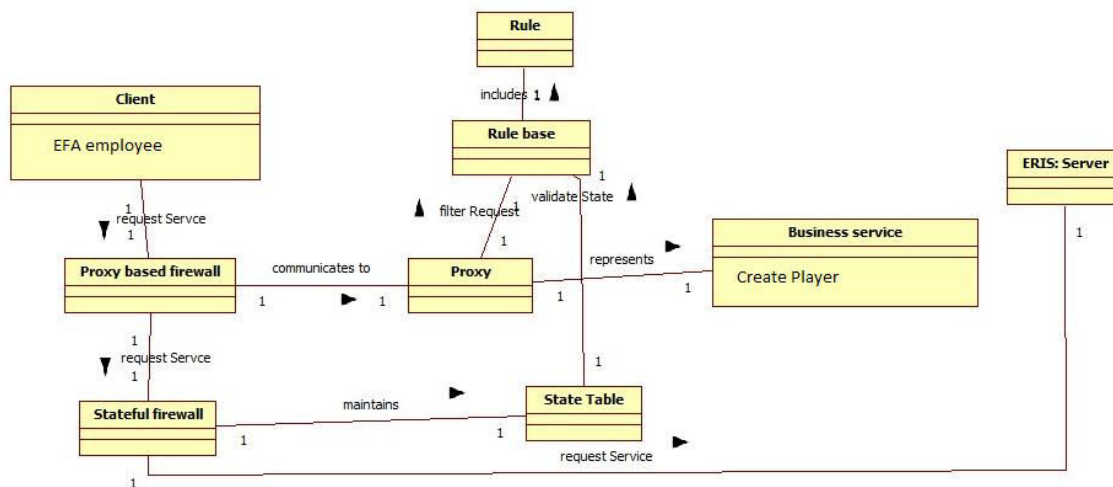 Rule
includes 1
Client
EFA employee
Rule base
1
validate State
ERIS: Server
1
1
request Servce
1
filter Request
1
1
Business service
Create Player
Proxy based firewall
communicates to
1
1
Proxy
represents
1
1
1
request Servce
1
1
Stateful firewall
maintains
1
1
State Table
request Service
1